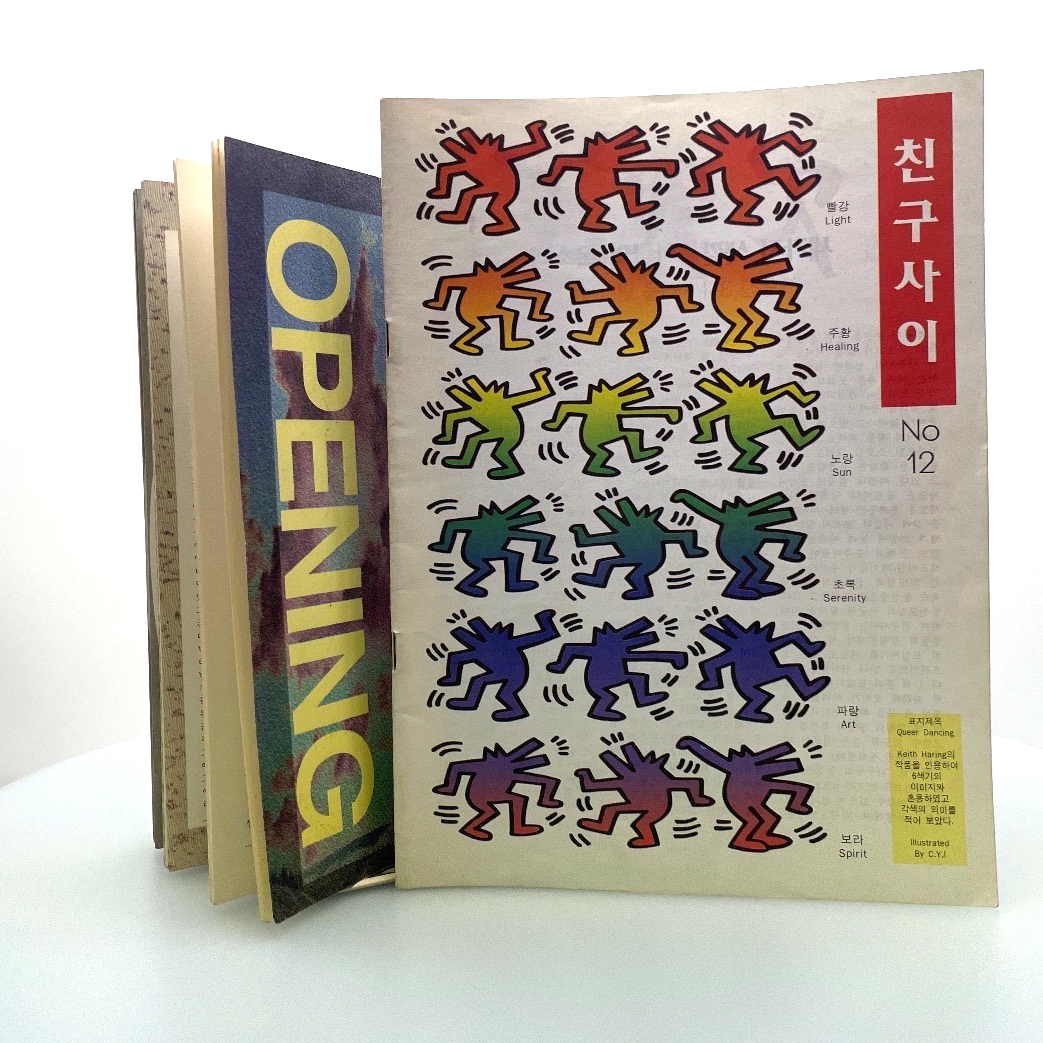 OPENING
친구사이
No
12
빨강
Light
주황
Healing
노랑
Sun
초록
Serenity
파랑
Art
보라
Spirit
표지제목
Queer Dancing
Keith Haring의
작품을 인용하여
6색기의
이미지와
혼용하였고
각색의 의미를
적어 보았다.
Illustrated
By C.Y.I